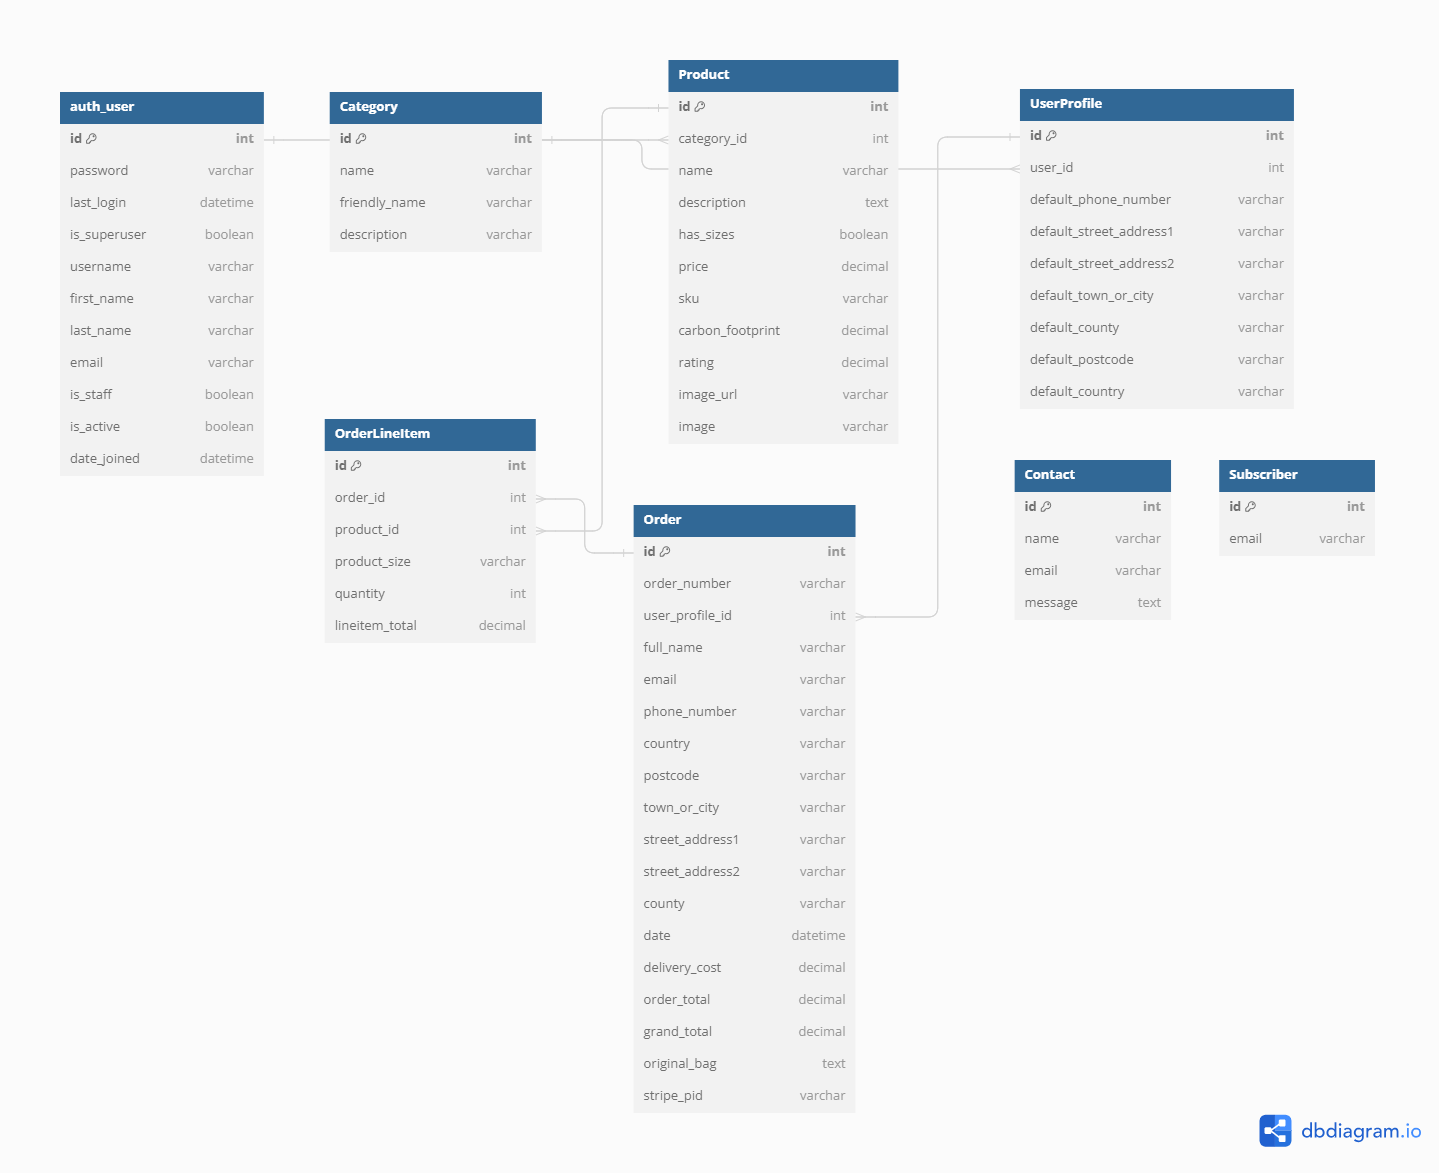 auth_user
id int
password varchar
last_login datetime
is_superuser boolean
username varchar
first_name varchar
last_name varchar
email varchar
is_staff boolean
is_active boolean
date_joined datetime
Category
id int
name varchar
friendly_name varchar
description varchar
Product
id int
category_id int
name varchar
description text
has_sizes boolean
price decimal
sku varchar
carbon_footprint decimal
rating decimal
image_url varchar
image varchar
UserProfile
id int
user_id int
default_phone_number varchar
default_street_address1 varchar
default_street_address2 varchar
default_town_or_city varchar
default_county varchar
default_postcode varchar
default_country varchar
OrderLineItem
id int
order_id int
product_id int
product_size varchar
quantity int
lineitem_total decimal
Order
id int
order_number varchar
user_profile_id int
full_name varchar
email varchar
phone_number varchar
country varchar
postcode varchar
town_or_city varchar
street_address1 varchar
street_address2 varchar
county varchar
date datetime
delivery_cost decimal
order_total decimal
grand_total decimal
original_bag text
stripe_pid varchar
Contact
id int
name varchar
email varchar
message text
Subscriber
id int
email varchar
dbdiagram.io